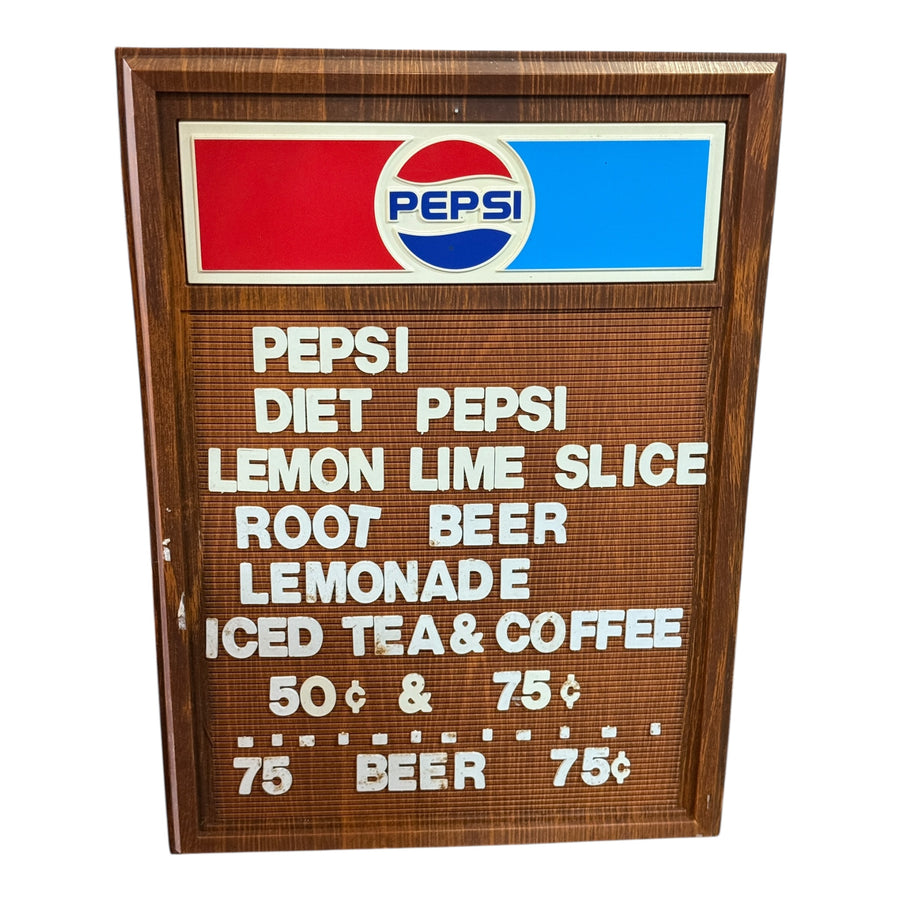 PEPSI
PEPSI
DIET PEPSI
LEMON LIME SLICE
ROOT BEER
LEMONADE
ICED TEA & COFFEE
50¢ & 75¢
75 BEER 75¢